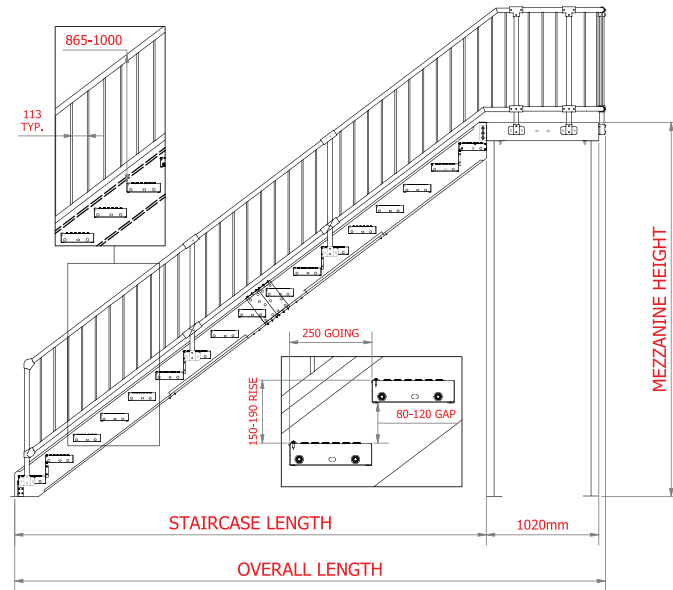 865-1000
113
TYP.
250 GOING
150-190 RISE
80-120 GAP
MEZZANINE HEIGHT
STAIRCASE LENGTH
1020mm
OVERALL LENGTH